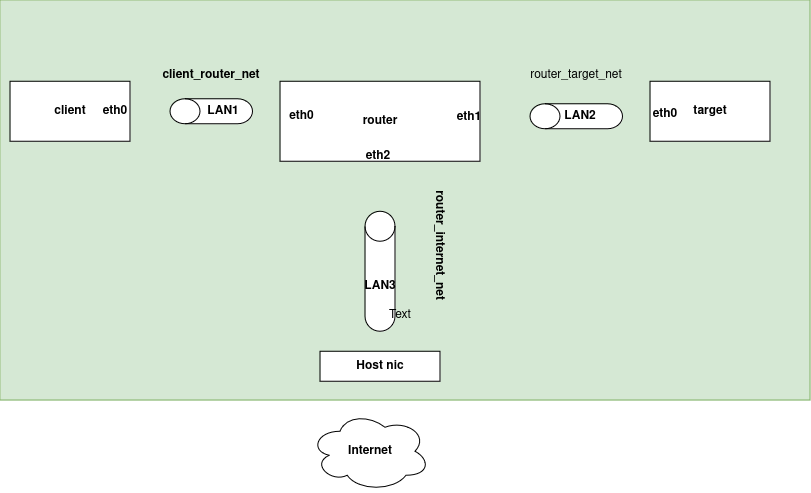 client_router_net
router_target_net
client
eth0
LAN1
eth0
router
eth1
eth2
LAN2
eth0
target
router_internet_net
LAN3
Text
Host nic
Internet